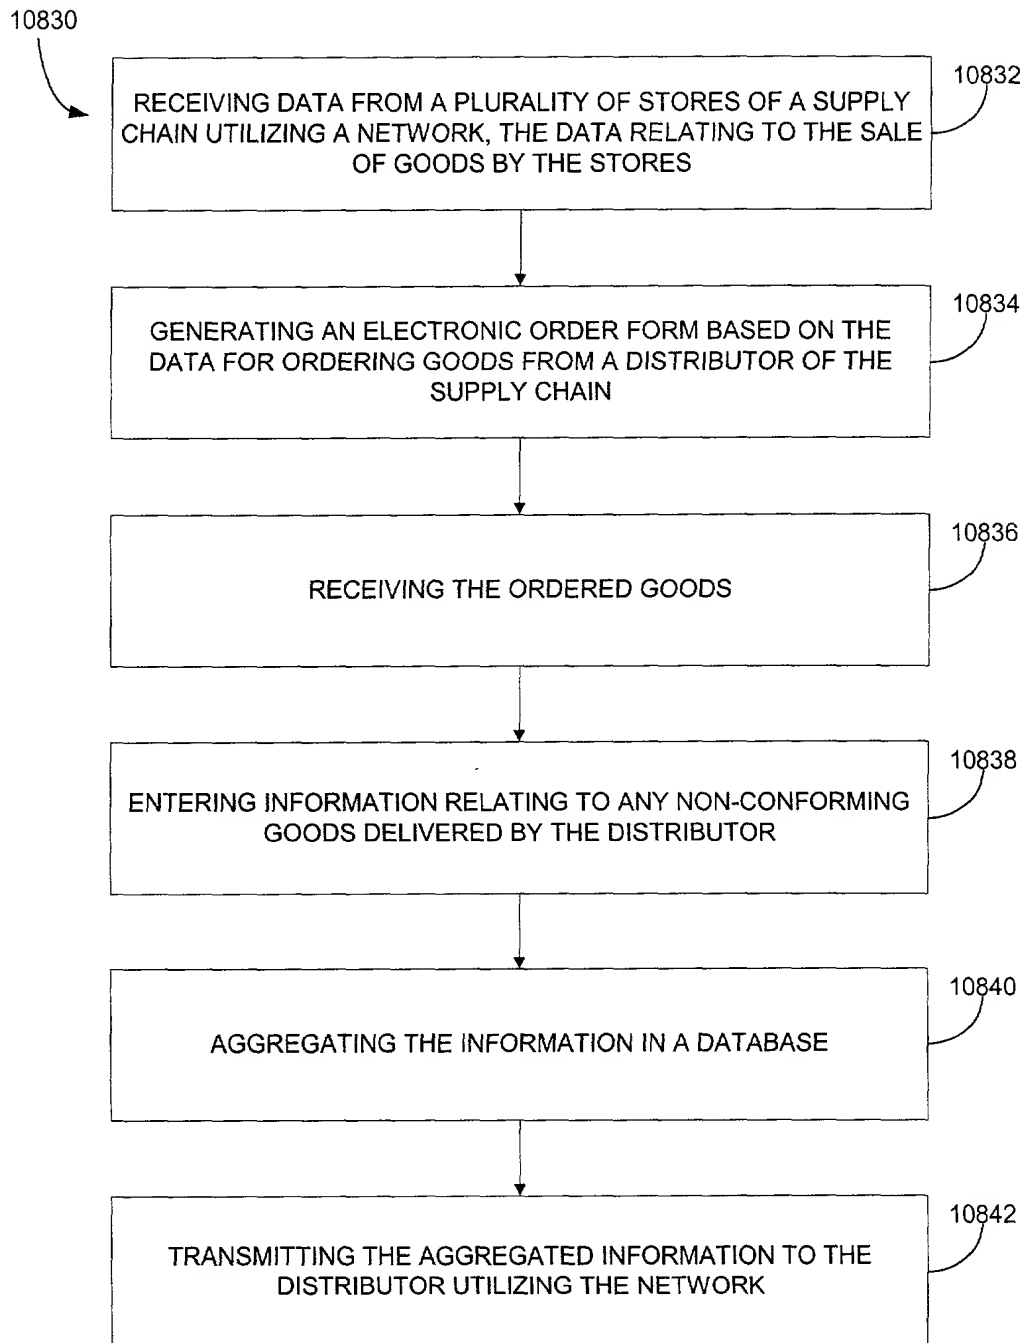 10830
10832
RECEIVING DATA FROM A PLURALITY OF STORES OF A SUPPLY
CHAIN UTILIZING A NETWORK, THE DATA RELATING TO THE SALE
OF GOODS BY THE STORES
10834
GENERATING AN ELECTRONIC ORDER FORM BASED ON THE
DATA FOR ORDERING GOODS FROM A DISTRIBUTOR OF THE
SUPPLY CHAIN
10836
RECEIVING THE ORDERED GOODS
10838
ENTERING INFORMATION RELATING TO ANY NON-CONFORMING
GOODS DELIVERED BY THE DISTRIBUTOR
10840
AGGREGATING THE INFORMATION IN A DATABASE
10842
TRANSMITTING THE AGGREGATED INFORMATION TO THE
DISTRIBUTOR UTILIZING THE NETWORK